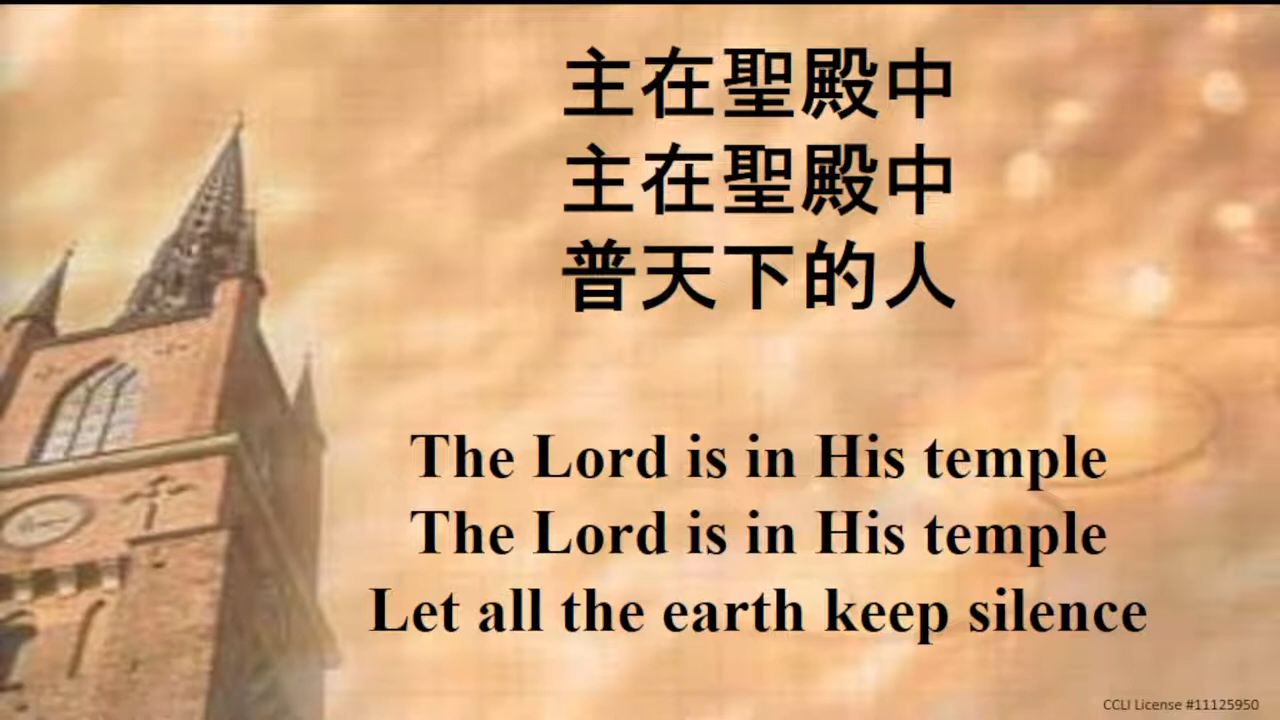 主在聖殿中
主在聖殿中
普天下的人
The Lord is in His temple
The Lord is in His temple
Let all the earth keep silence
CCLI License #11125950